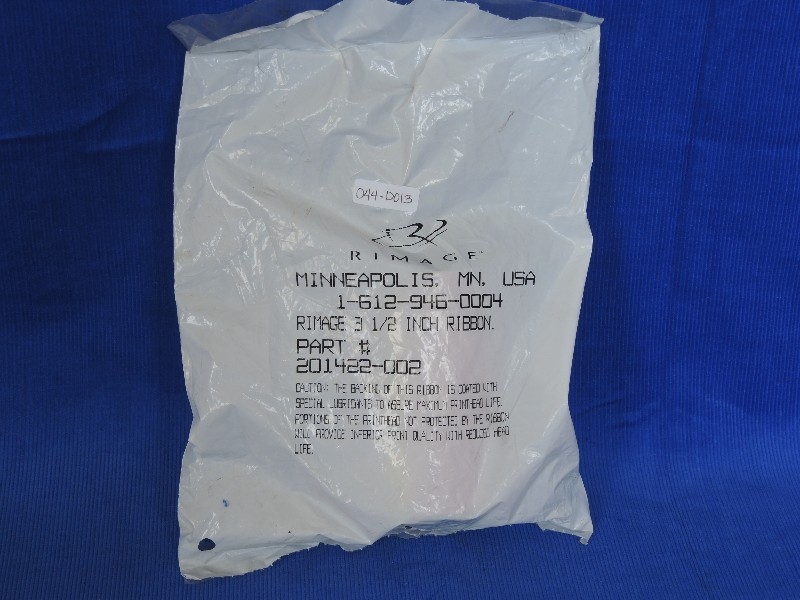 044-D013
RIMAGE
MINNEAPOLIS, MN, USA
1-612-946-0004
RIMAGE 3 1/2 INCH RIBBON.
PART #
201422-002
CAUTION: THE BACKING OF THIS RIBBON IS COATED WITH
SPECIAL LUBRICANTS TO ASSURE MAXIMUM PRINTHEAD LIFE.
PORTIONS OF THE PRINTHEAD NOT PROTECTED BY THE RIBBON
WILL PROVIDE INFERIOR PRINT QUALITY WITH REDUCED HEAD
LIFE.